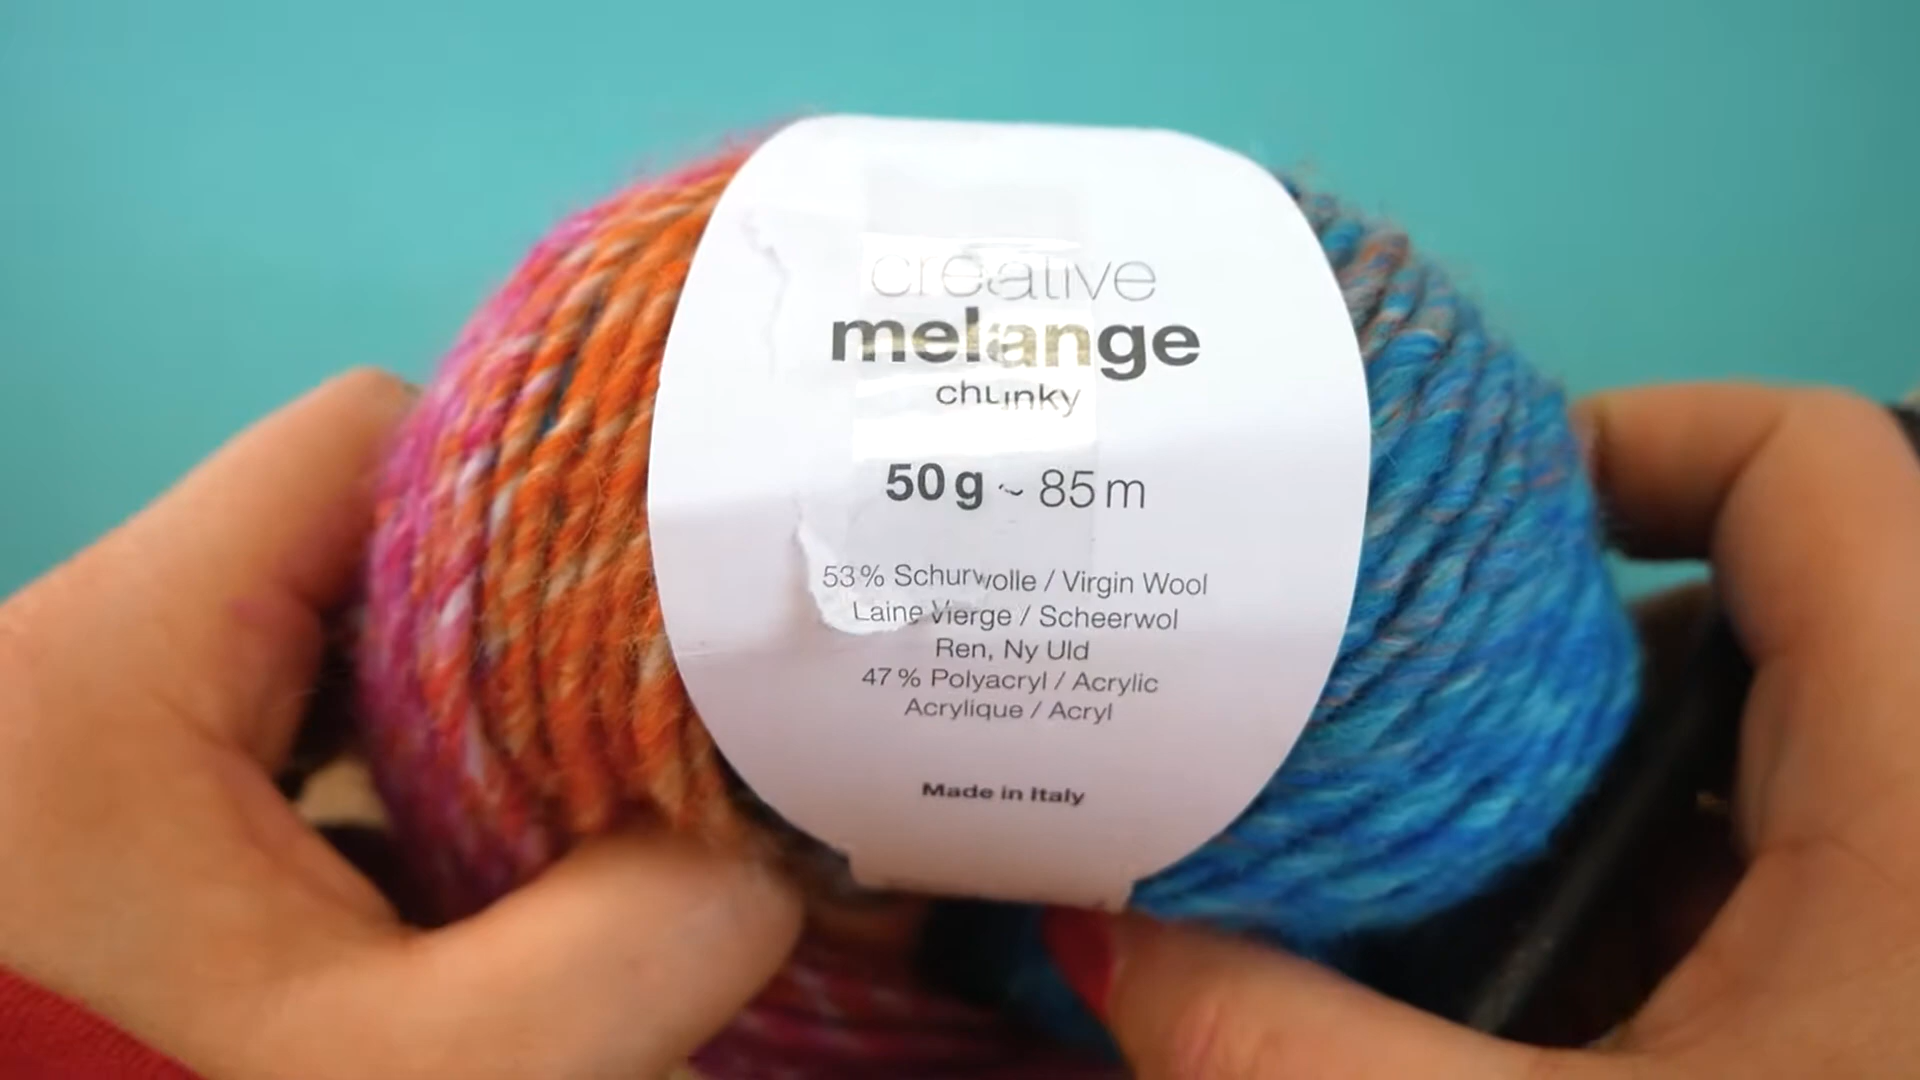 creative
melange
chunky
50 g ~ 85 m
53 % Schurwolle / Virgin Wool
Laine Vierge / Scheerwol
Ren, Ny Uld
47 % Polyacryl / Acrylic
Acrylique / Acryl
Made in Italy